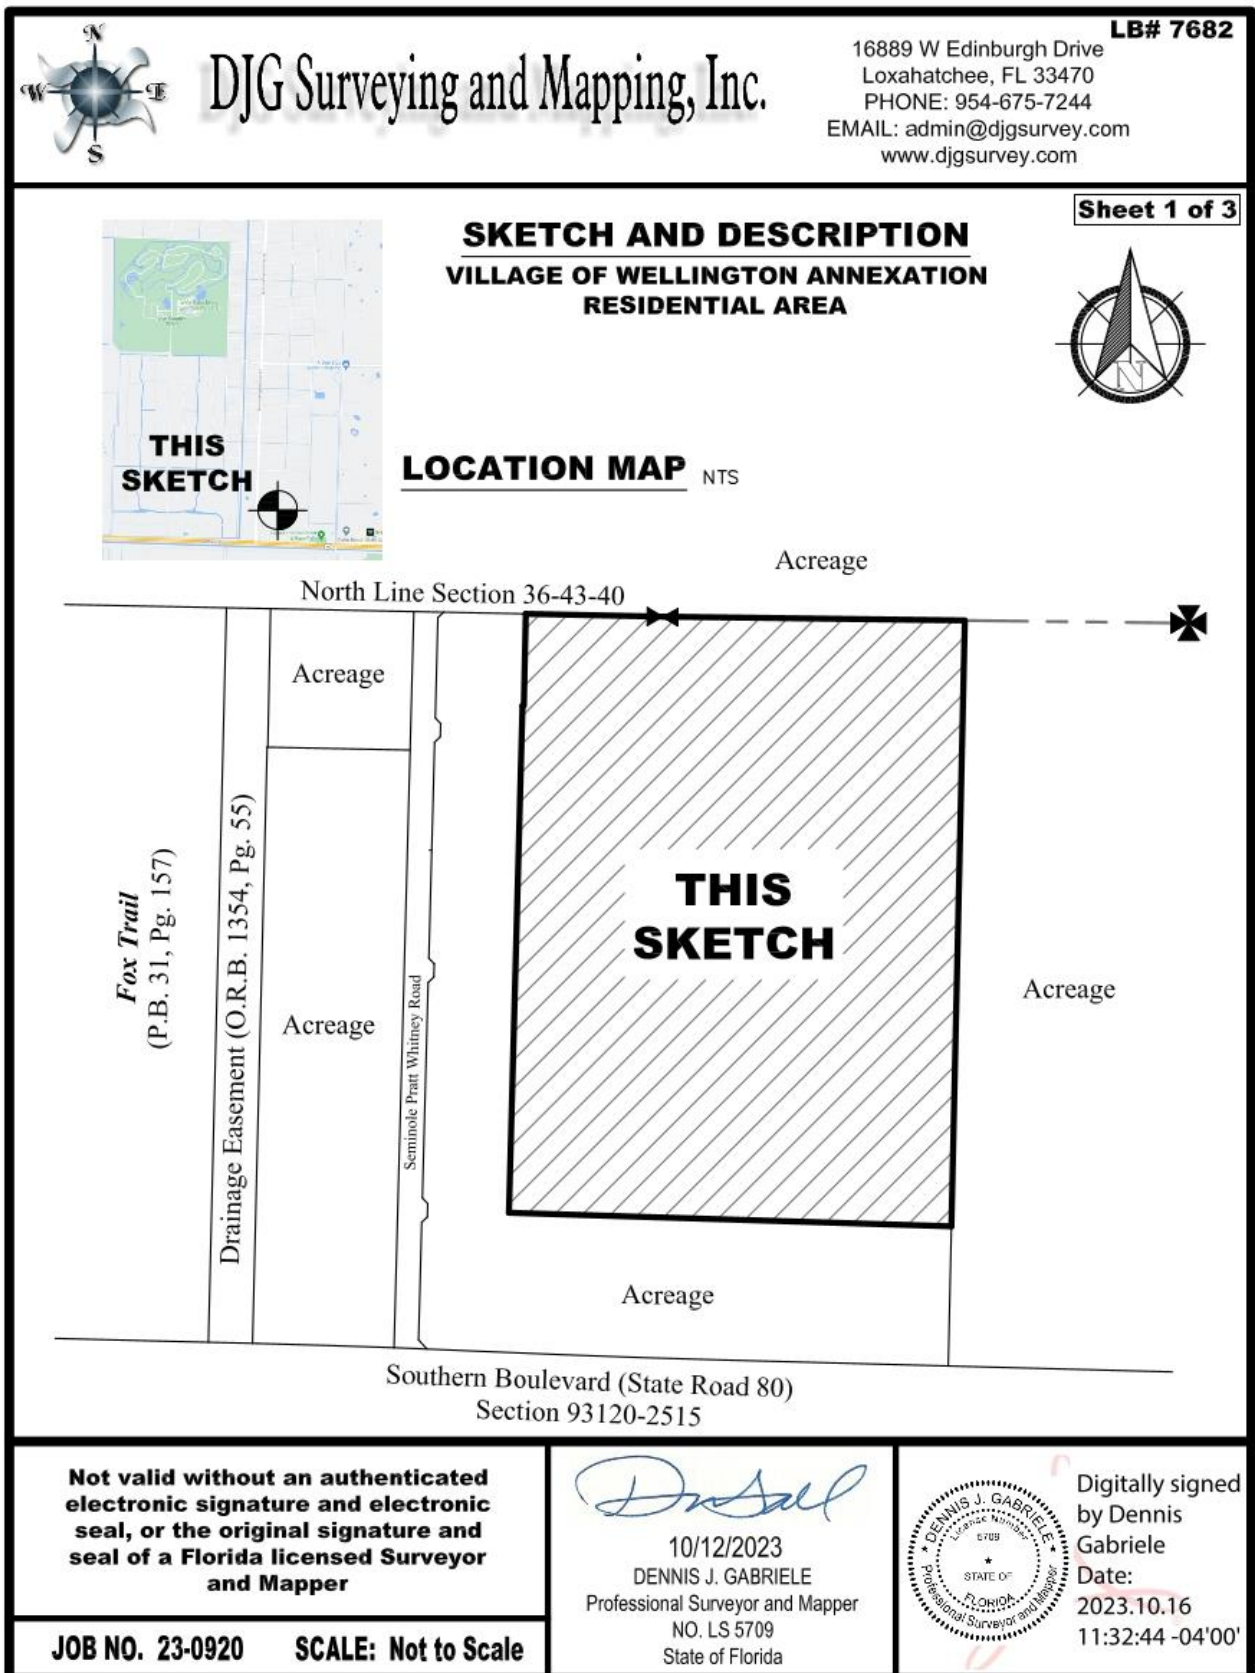 N
W
E
S
DJG Surveying and Mapping, Inc.
LB# 7682
16889 W Edinburgh Drive
Loxahatchee, FL 33470
PHONE: 954-675-7244
EMAIL: admin@djgsurvey.com
www.djgsurvey.com
Sheet 1 of 3
SKETCH AND DESCRIPTION
VILLAGE OF WELLINGTON ANNEXATION
RESIDENTIAL AREA
N
THIS
SKETCH
LOCATION MAP NTS
Acreage
North Line Section 36-43-40
Acreage
Fox Trail
(P.B. 31, Pg. 157)
Drainage Easement (O.R.B. 1354, Pg. 55)
Acreage
Seminole Pratt Whitney Road
THIS
SKETCH
Acreage
Acreage
Southern Boulevard (State Road 80)
Section 93120-2515
Not valid without an authenticated
electronic signature and electronic
seal, or the original signature and
seal of a Florida licensed Surveyor
and Mapper
JOB NO. 23-0920 SCALE: Not to Scale
10/12/2023
DENNIS J. GABRIELE
Professional Surveyor and Mapper
NO. LS 5709
State of Florida
DENNIS J. GABRIELE
License Number
5709
STATE OF
FLORIDA
Professional Surveyor and Mapper
Digitally signed
by Dennis
Gabriele
Date:
2023.10.16
11:32:44 -04'00'